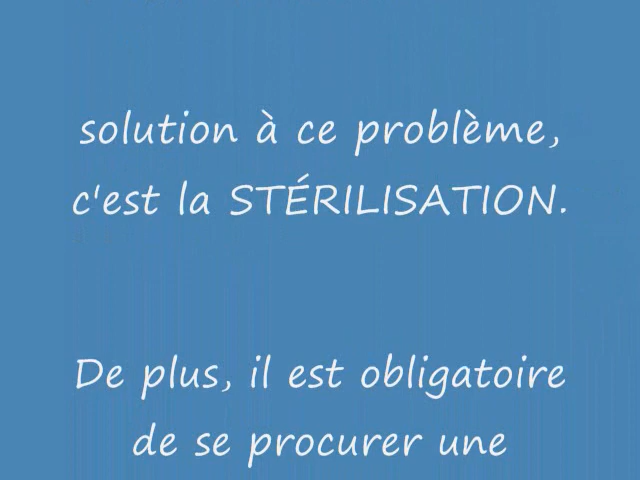 solution à ce problème,
c'est la STÉRILISATION.
De plus, il est obligatoire
de se procurer une